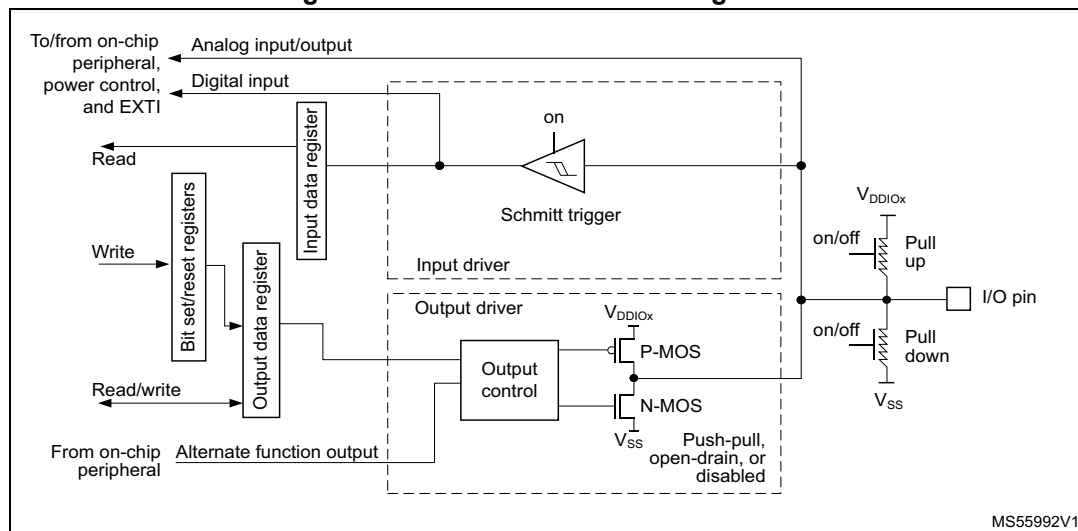 To/from on-chip
peripheral,
power control,
and EXTI
Analog input/output
Digital input
Read
Input data register
on
Schmitt trigger
Input driver
Write
Bit set/reset registers
Output data register
Read/write
From on-chip
peripheral
Alternate function output
Output driver
Output
control
VDDIOx
P-MOS
N-MOS
VSS
Push-pull,
open-drain, or
disabled
VDDIOx
on/off
Pull
up
I/O pin
on/off
Pull
down
VSS
MS55992V1